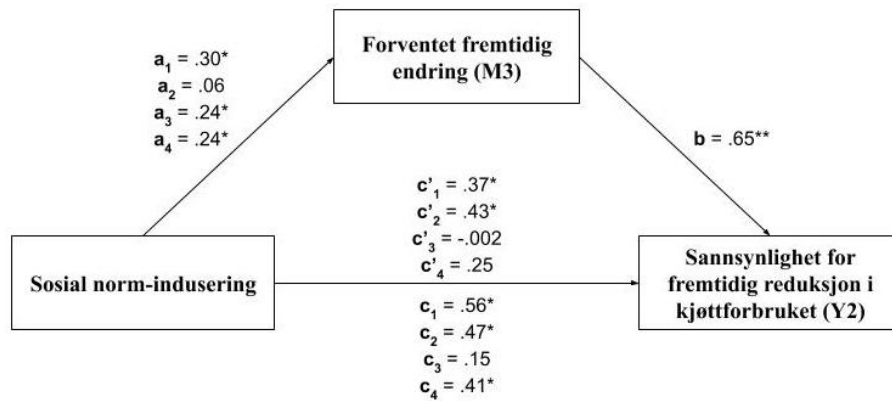 Forventet fremtidig
endring (M3)
a₁ = .30*
a₂ = .06
a₃ = .24*
a₄ = .24*
b = .65**
c'₁ = .37*
c'₂ = .43*
c'₃ = -.002
c'₄ = .25
Sosial norm-indusering
Sannsynlighet for
fremtidig reduksjon i
kjøttforbruket (Y2)
c₁ = .56*
c₂ = .47*
c₃ = .15
c₄ = .41*